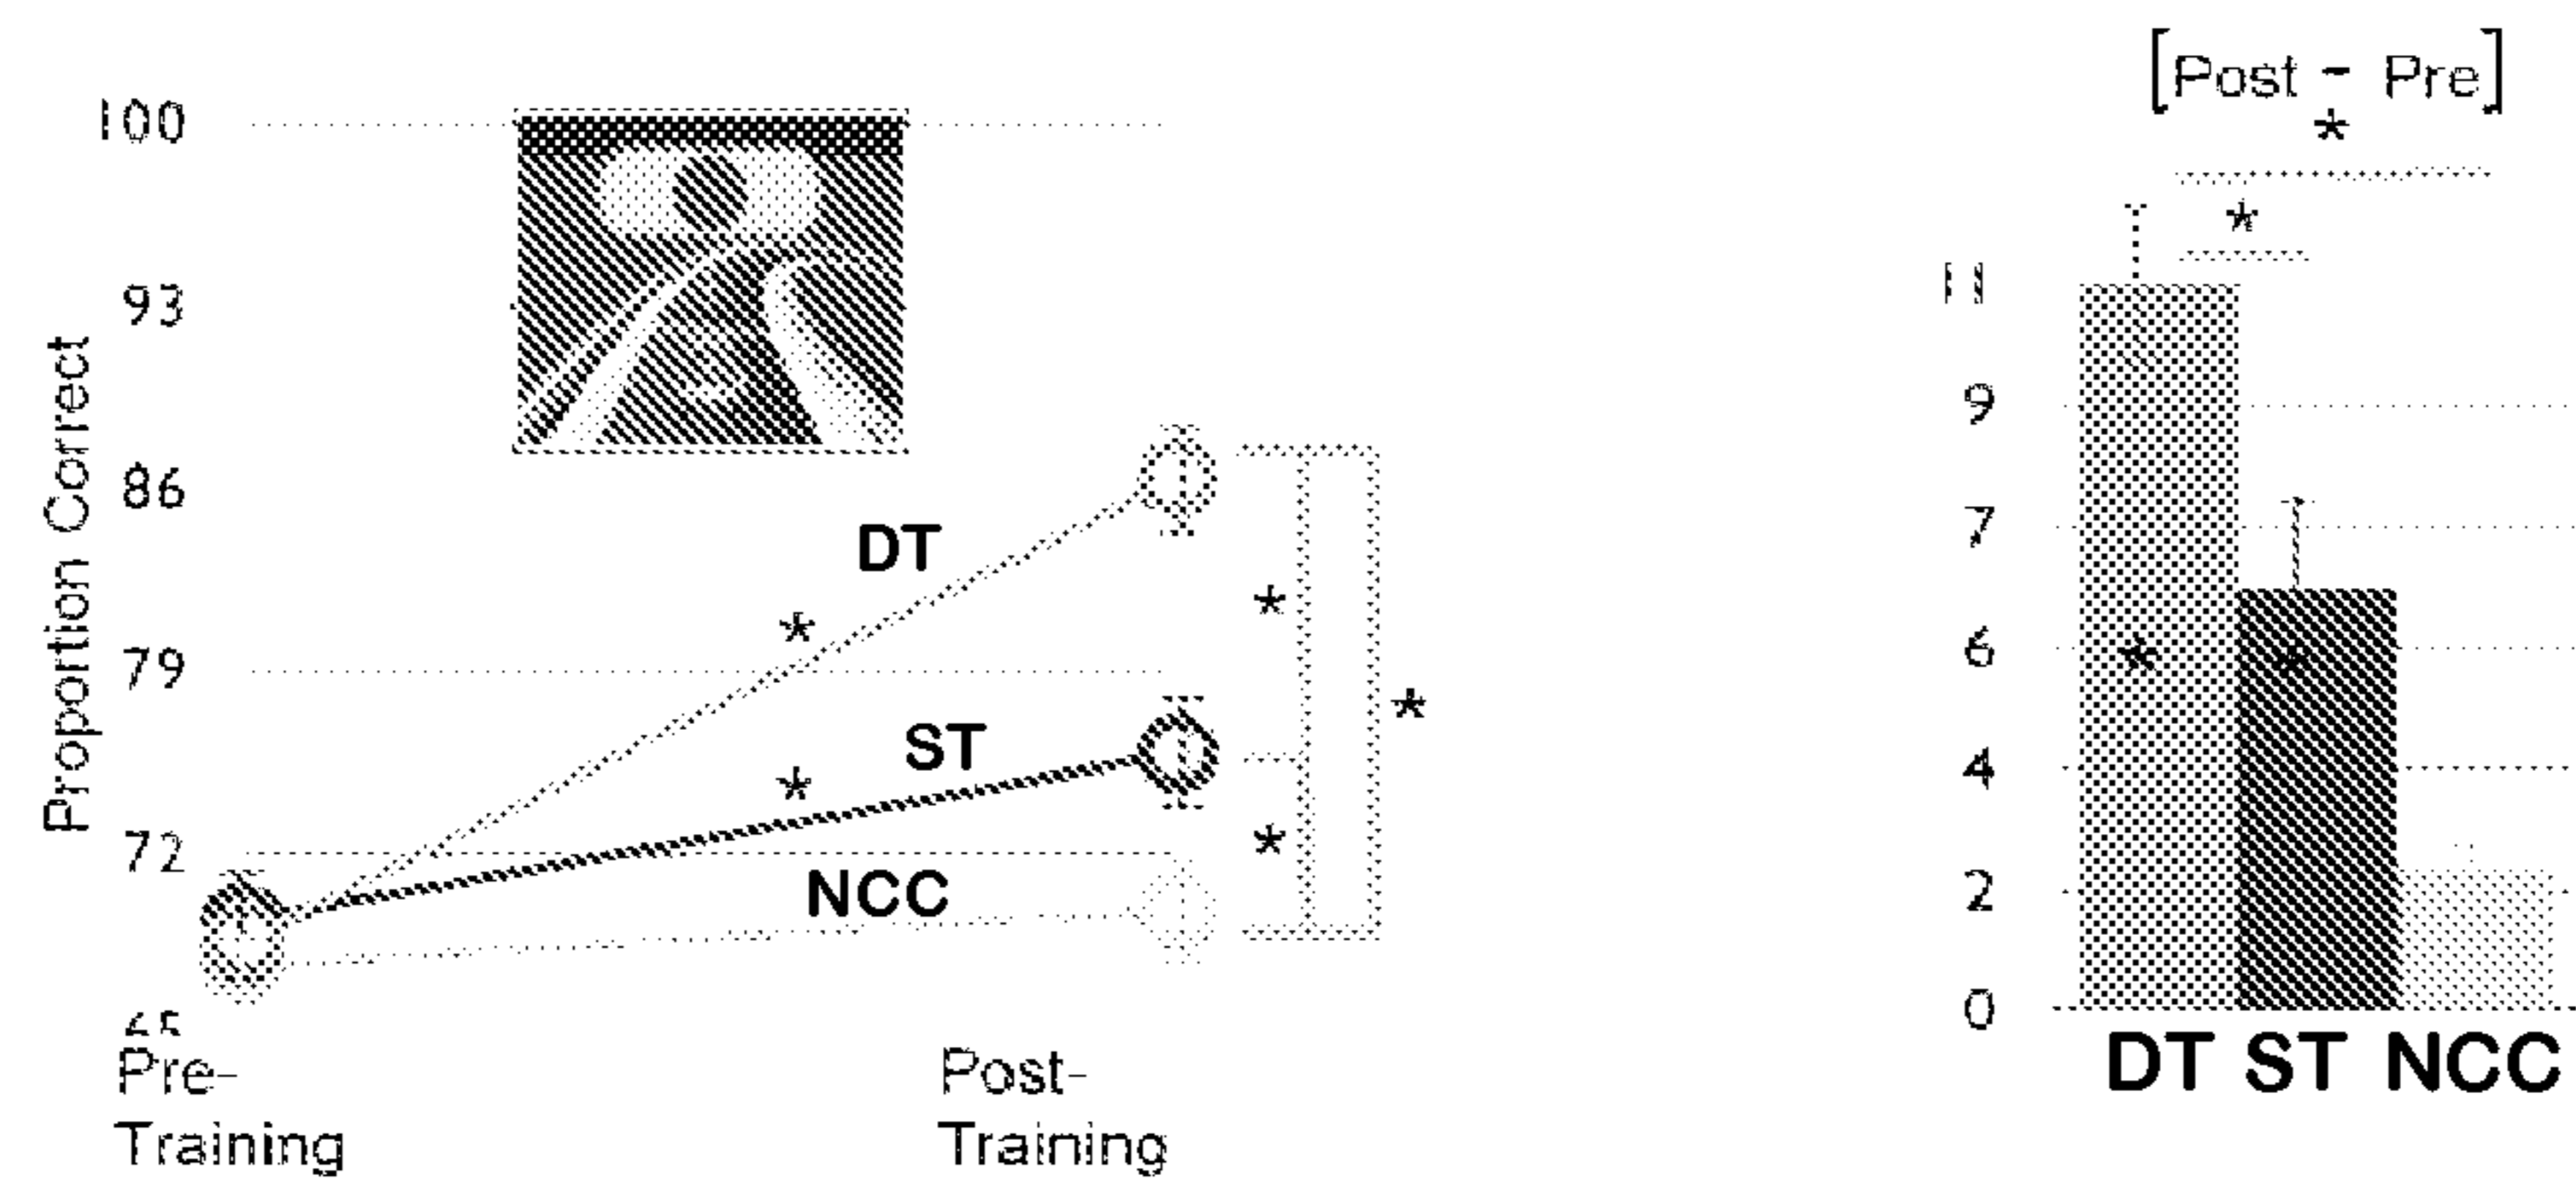 Proportion Correct
100
93
86
79
72
65
DT
*
ST
*
NCC
*
*
*
Pre-
Training
Post-
Training
[Post - Pre]
*
*
11
9
7
6
4
2
0
*
*
DT ST NCC